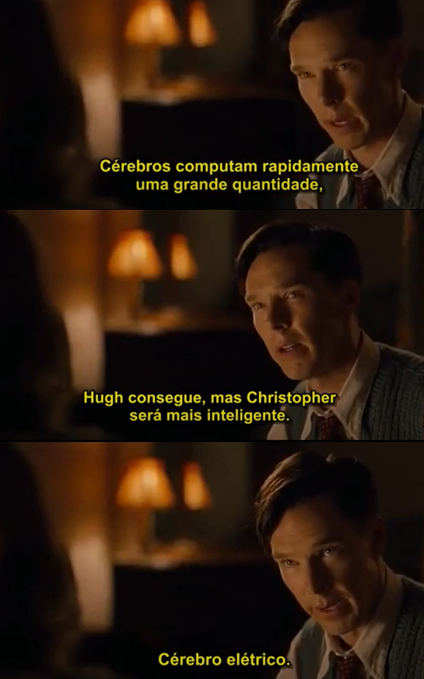 Cérebros computam rapidamente
uma grande quantidade,
Hugh consegue, mas Christopher
será mais inteligente.
Cérebro elétrico.